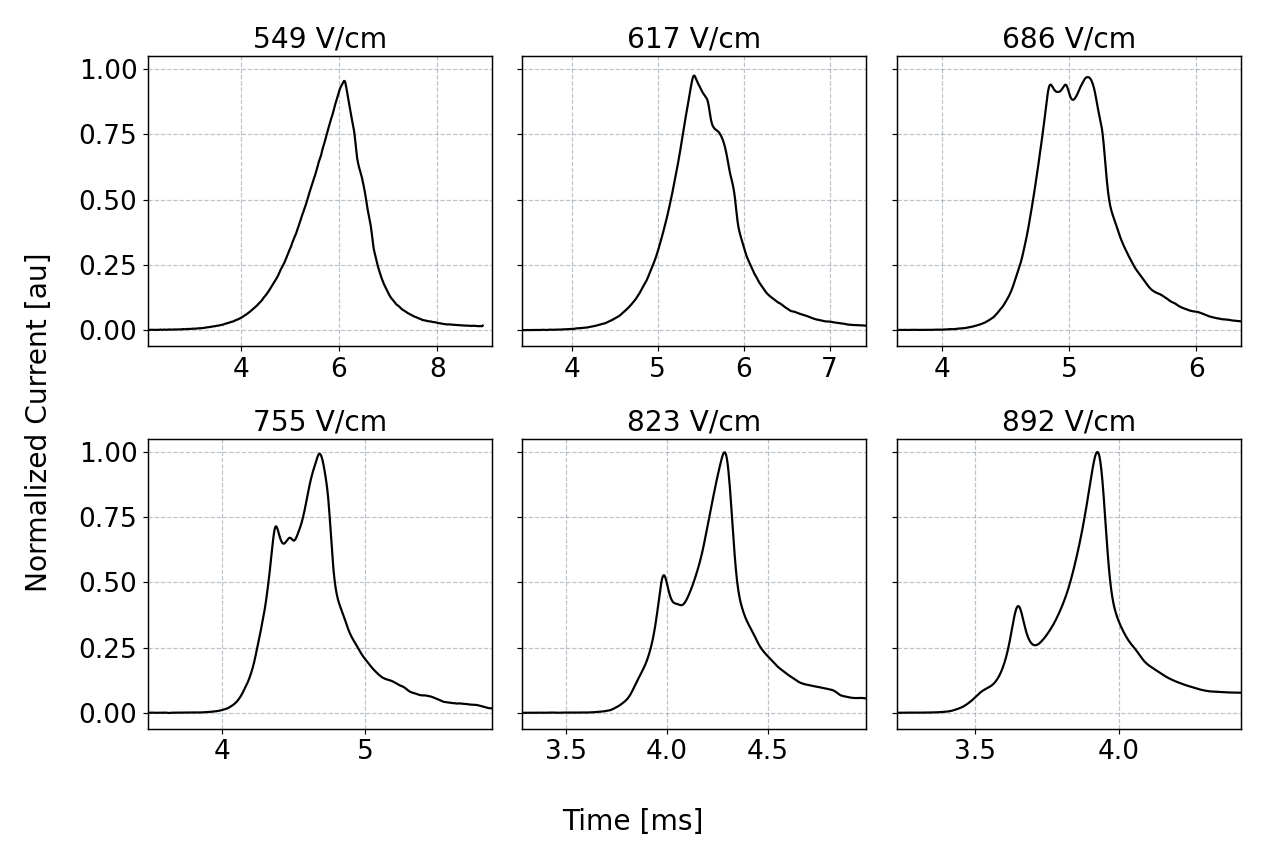 549 V/cm
617 V/cm
686 V/cm
1.00
0.75
0.50
0.25
0.00
4 6 8
4 5 6 7
4 5 6
755 V/cm
823 V/cm
892 V/cm
1.00
0.75
0.50
0.25
0.00
4 5
3.5 4.0 4.5
3.5 4.0
Normalized Current [au]
Time [ms]